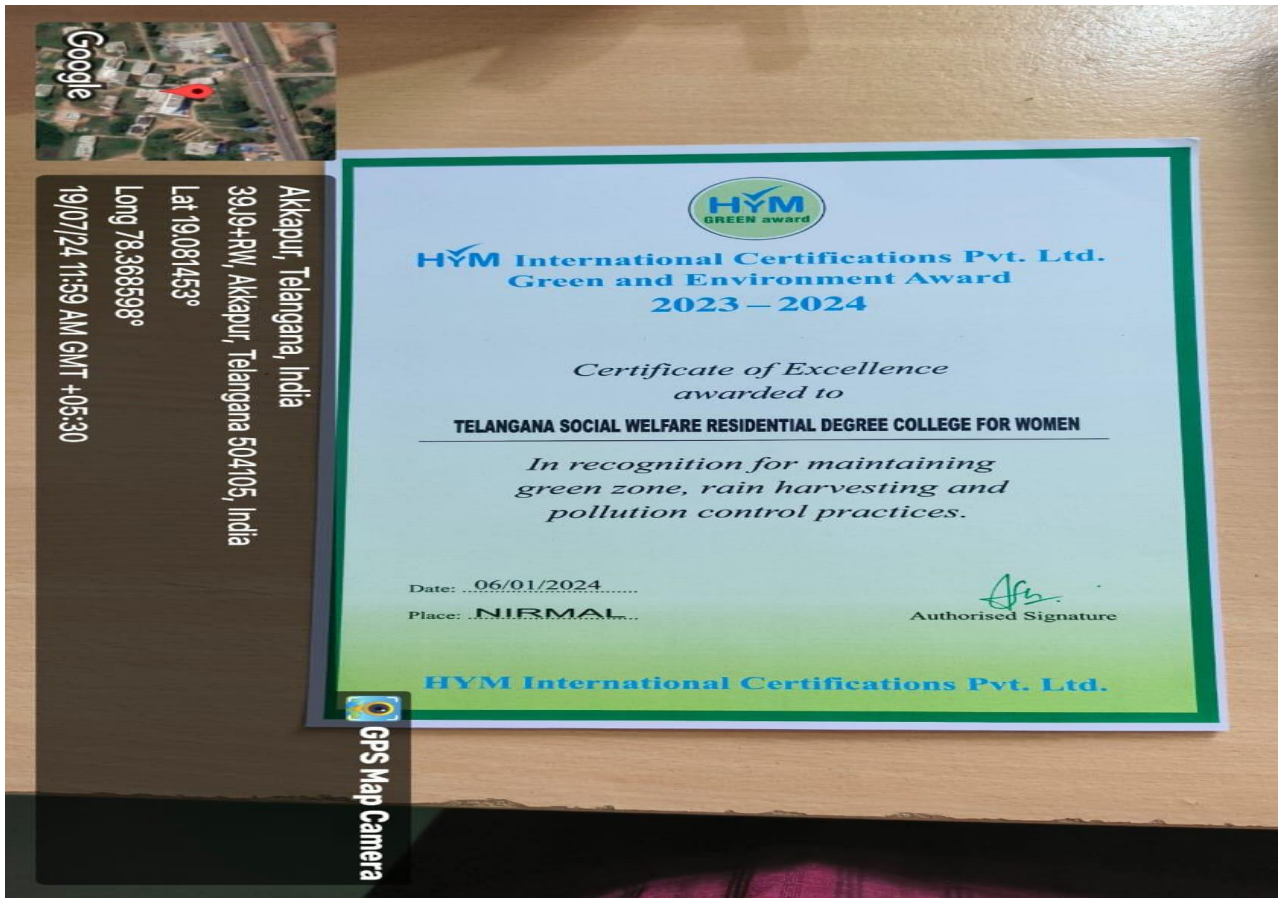 HYM
GREEN award
HYM International Certifications Pvt. Ltd.
Green and Environment Award
2023 – 2024
Certificate of Excellence
awarded to
TELANGANA SOCIAL WELFARE RESIDENTIAL DEGREE COLLEGE FOR WOMEN
In recognition for maintaining
green zone, rain harvesting and
pollution control practices.
Date: 06/01/2024
Place: NIRMAL
Authorised Signature
HYM International Certifications Pvt. Ltd.
GPS Map Camera
Google
Akkapur, Telangana, India
39J9+RW, Akkapur, Telangana 504105, India
Lat 19.081453°
Long 78.368598°
19/07/24 11:59 AM GMT +05:30